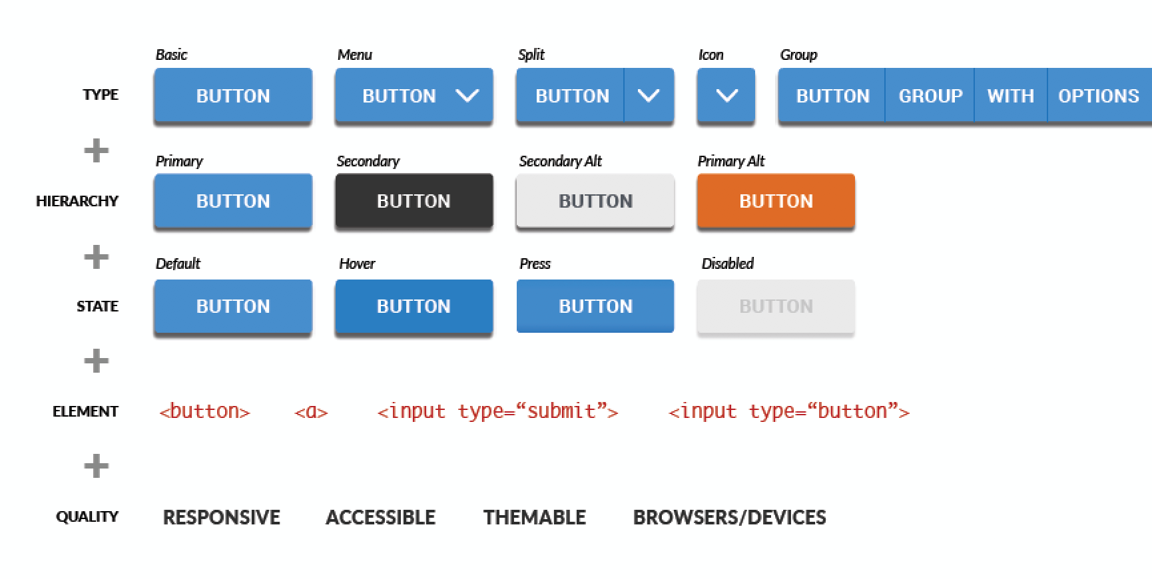 Basic Menu Split Icon Group
TYPE BUTTON BUTTON BUTTON BUTTON GROUP WITH OPTIONS
+
Primary Secondary Secondary Alt Primary Alt
HIERARCHY BUTTON BUTTON BUTTON BUTTON
+
Default Hover Press Disabled
STATE BUTTON BUTTON BUTTON BUTTON
+
ELEMENT <button> <a> <input type=“submit”> <input type=“button”>
+
QUALITY RESPONSIVE ACCESSIBLE THEMABLE BROWSERS/DEVICES